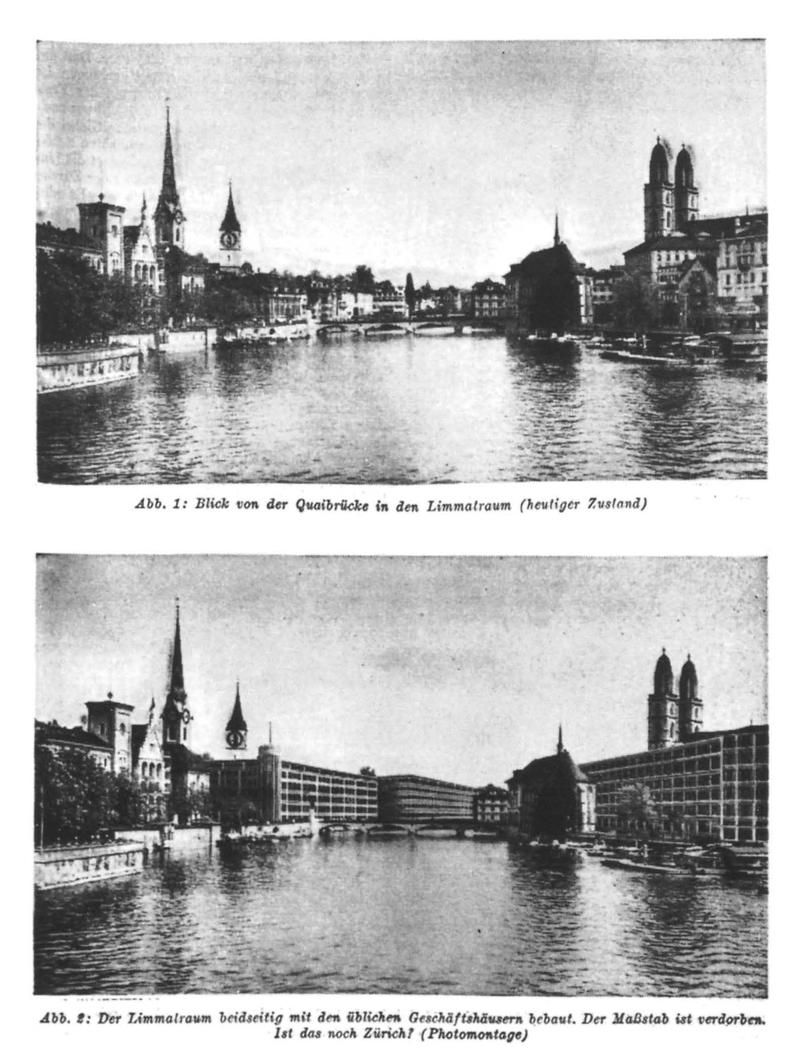 Abb. 1: Blick von der Quaibrücke in den Limmatraum (heutiger Zustand)
Abb. 2: Der Limmatraum beidseitig mit den üblichen Geschäftshäusern bebaut. Der Maßstab ist verdorben.
Ist das noch Zürich? (Photomontage)